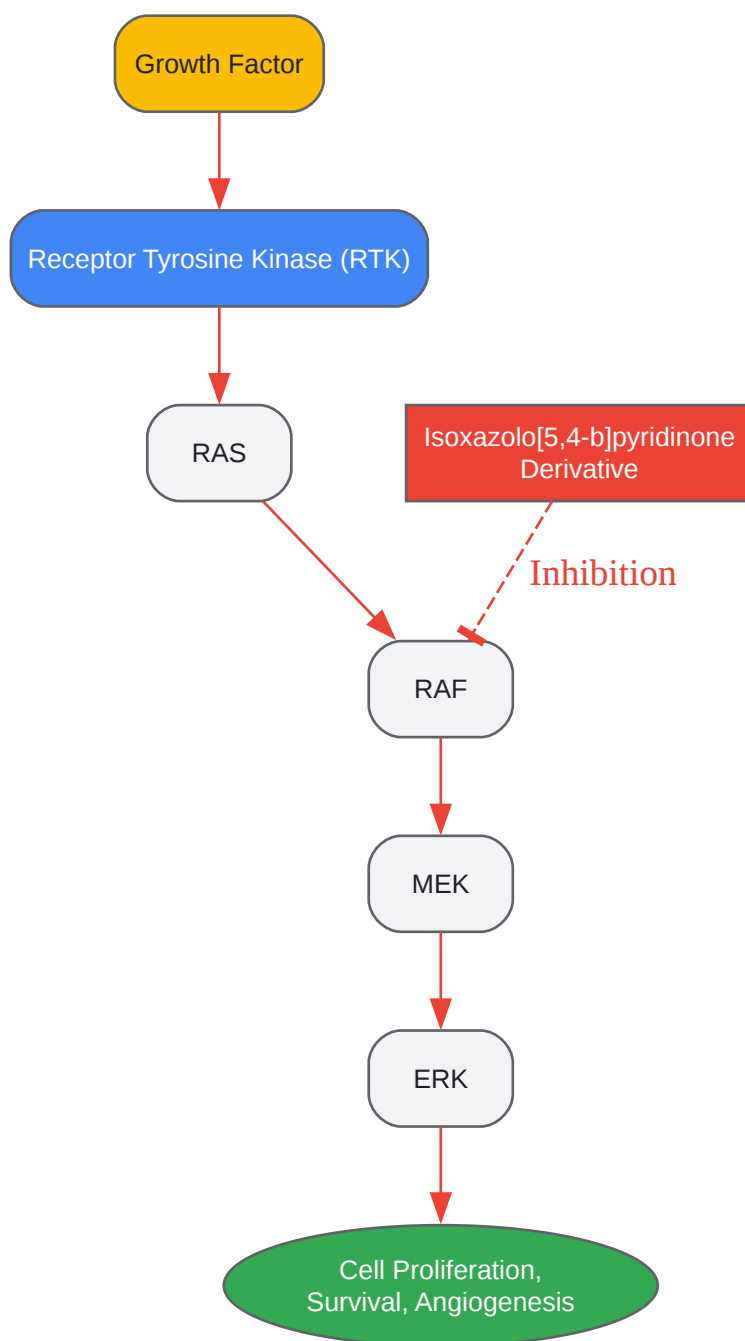 Growth Factor
Receptor Tyrosine Kinase (RTK)
RAS
Isoxazolo[5,4-b]pyridinone
Derivative
Inhibition
RAF
MEK
ERK
Cell Proliferation,
Survival, Angiogenesis